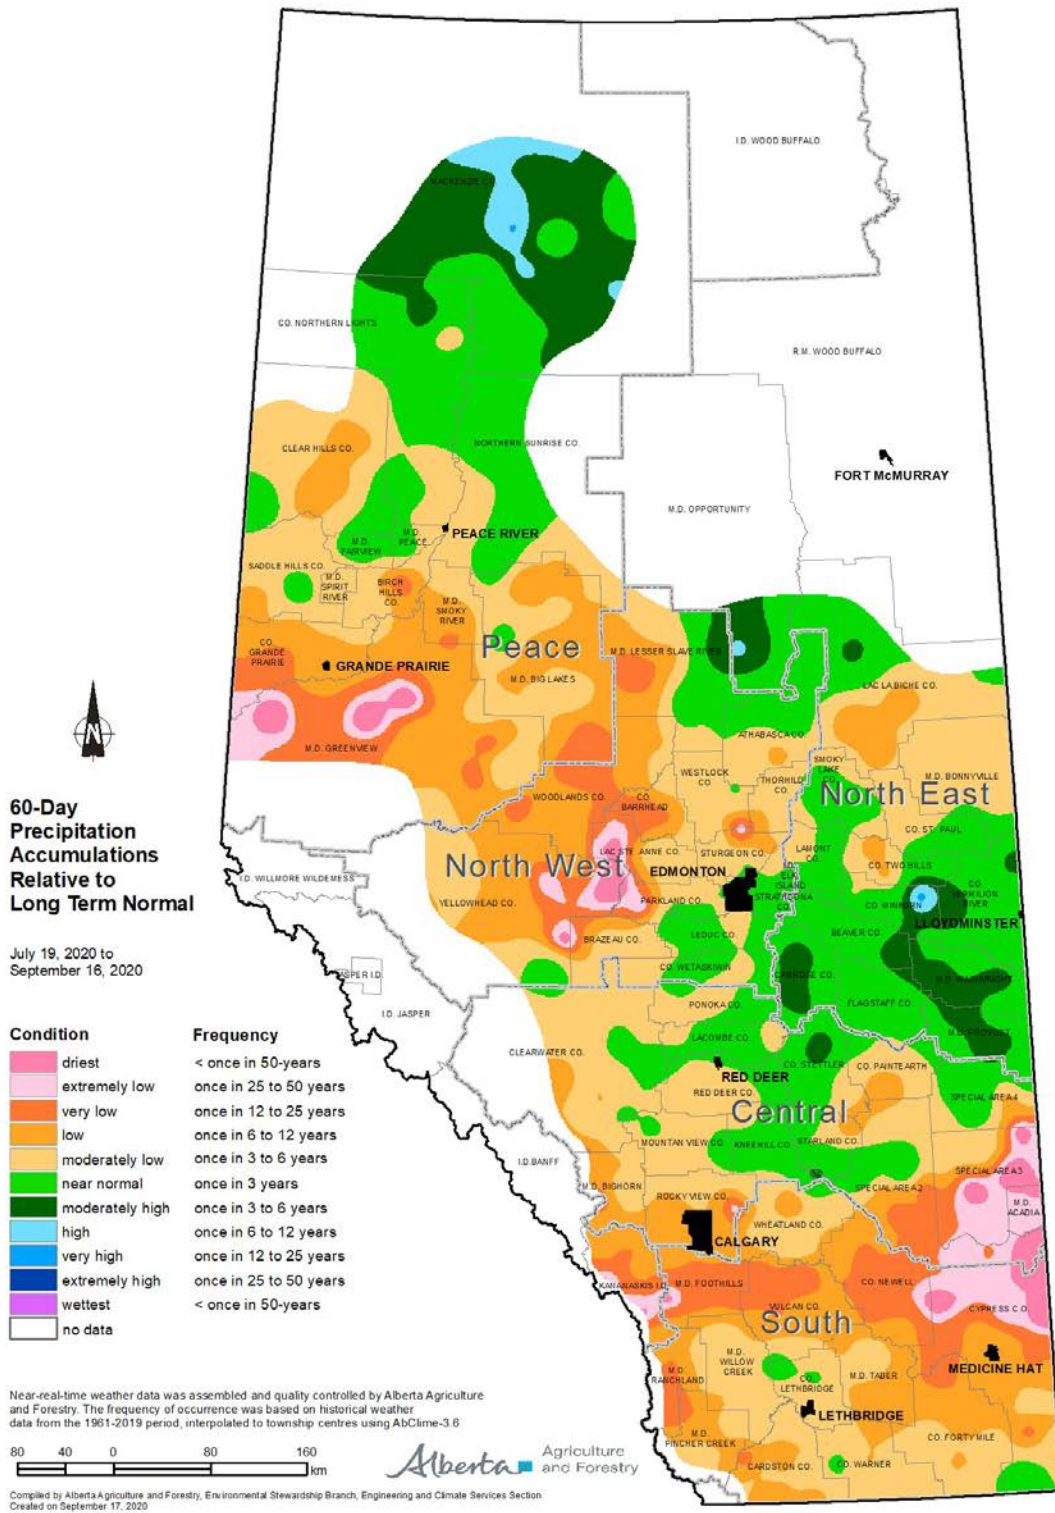 I.D. WOOD BUFFALO
MACKENZIE CO.
CO. NORTHERN LIGHTS
R.M. WOOD BUFFALO
CLEAR HILLS CO.
NORTHERN SUNRISE CO.
FORT McMURRAY
M.D. OPPORTUNITY
PEACE RIVER
M.D.
PEACE
M.D.
FAIRVIEW
SADDLE HILLS CO.
M.D.
SPIRIT
RIVER
BIRCH
HILLS
CO.
M.D.
SMOKY
RIVER
Peace
M.D. LESSER SLAVE RIVER
CO.
GRANDE
PRAIRIE
GRANDE PRAIRIE
M.D. BIG LAKES
LAC LA BICHE CO.
N
M.D. GREENVIEW
ATHABASCA CO.
WESTLOCK
CO.
THORHILD
CO.
SMOKY
LAKE
CO.
M.D. BONNYVILLE
North East
WOODLANDS CO.
CO.
BARRHEAD
CO. ST. PAUL
LAMONT
CO.
North West
LAC STE ANNE CO.
STURGEON CO.
CO. TWO HILLS
I.D.
ELK
ISLAND
EDMONTON
STRATHCONA
CO.
I.D. WILLMORE WILDERNESS
YELLOWHEAD CO.
PARKLAND CO.
CO. MINBURN
CO.
VERMILION
RIVER
LLOYDMINSTER
BRAZEAU CO.
LEDUC CO.
BEAVER CO.
CO. WETASKIWIN
CAMROSE CO.
M.D. WAINWRIGHT
JASPER I.D.
I.D. JASPER
PONOKA CO.
FLAGSTAFF CO.
M.D. PROVOST
CLEARWATER CO.
LACOMBE CO.
CO. STETTLER
CO. PAINTEARTH
RED DEER
RED DEER CO.
SPECIAL AREA 4
Central
MOUNTAIN VIEW CO.
KNEEHILL CO.
STARLAND CO.
I.D. BANFF
SPECIAL AREA 3
M.D. BIGHORN
SPECIAL AREA 2
ROCKY VIEW CO.
M.D.
ACADIA
WHEATLAND CO.
CALGARY
KANANASKIS I.D.
M.D. FOOTHILLS
CO. NEWELL
VULCAN CO.
CYPRESS CO.
South
M.D.
WILLOW
CREEK
M.D.
RANCHLAND
CO.
LETHBRIDGE
M.D. TABER
MEDICINE HAT
LETHBRIDGE
M.D.
PINCHER CREEK
CO. FORTY MILE
CARDSTON CO.
CO. WARNER
60-Day
Precipitation
Accumulations
Relative to
Long Term Normal
July 19, 2020 to
September 16, 2020
Condition Frequency
driest < once in 50-years
extremely low once in 25 to 50 years
very low once in 12 to 25 years
low once in 6 to 12 years
moderately low once in 3 to 6 years
near normal once in 3 years
moderately high once in 3 to 6 years
high once in 6 to 12 years
very high once in 12 to 25 years
extremely high once in 25 to 50 years
wettest < once in 50-years
no data
Near-real-time weather data was assembled and quality controlled by Alberta Agriculture
and Forestry. The frequency of occurrence was based on historical weather
data from the 1961-2019 period, interpolated to township centres using AbClime-3.6
80 40 0 80 160
km
Alberta Agriculture
and Forestry
Compiled by Alberta Agriculture and Forestry, Environmental Stewardship Branch, Engineering and Climate Services Section
Created on September 17, 2020